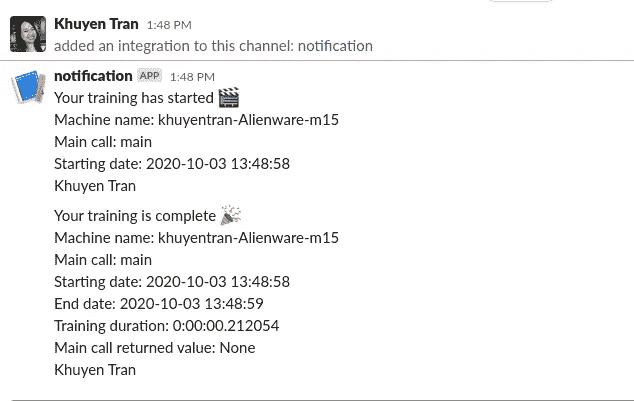 Khuyen Tran 1:48 PM
added an integration to this channel: notification
notification APP 1:48 PM
Your training has started 🎬
Machine name: khuyentran-Alienware-m15
Main call: main
Starting date: 2020-10-03 13:48:58
Khuyen Tran
Your training is complete 🎉
Machine name: khuyentran-Alienware-m15
Main call: main
Starting date: 2020-10-03 13:48:58
End date: 2020-10-03 13:48:59
Training duration: 0:00:00.212054
Main call returned value: None
Khuyen Tran